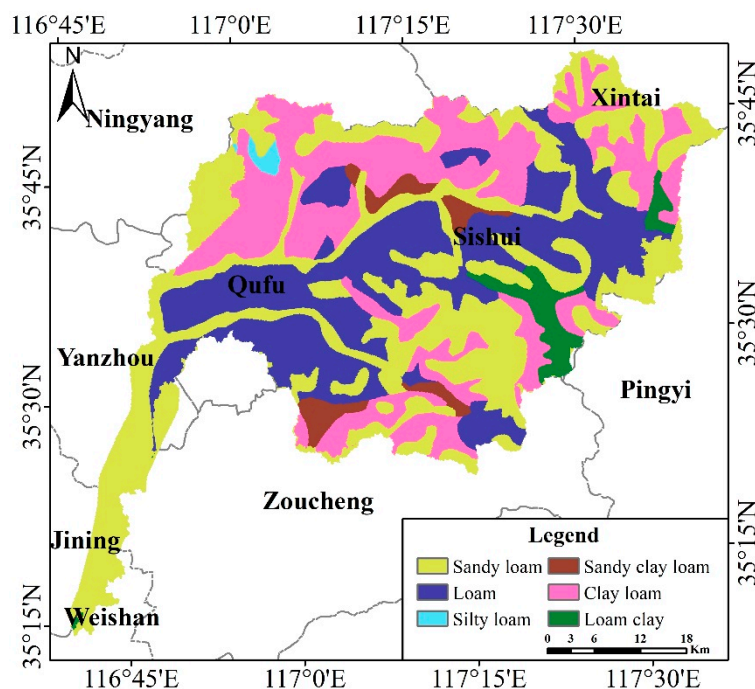 116°45'E 117°0'E 117°15'E 117°30'E
N
Ningyang
Xintai
35°45'N
35°45'N
Sishui
Qufu
35°30'N
Yanzhou
Pingyi
35°30'N
Zoucheng
Jining
35°15'N
Weishan
35°15'N
Legend
Sandy loam Sandy clay loam
Loam Clay loam
Silty loam Loam clay
0 3 6 12 18
Km
116°45'E 117°0'E 117°15'E 117°30'E